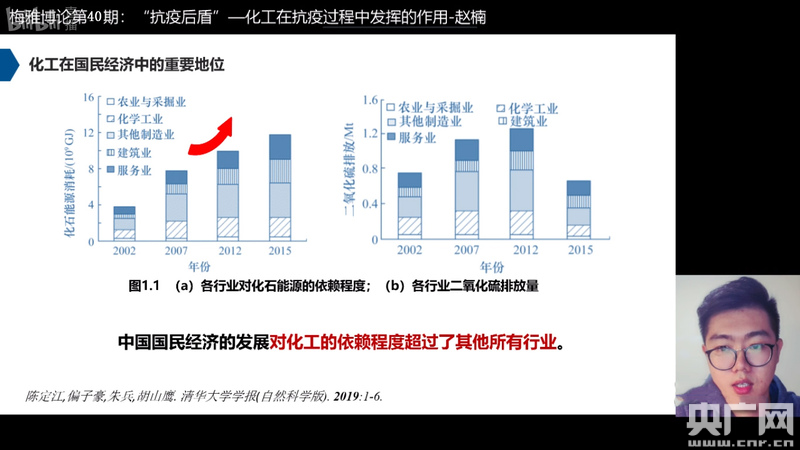 梅雅博论第40期：“抗疫后盾”—化工在抗疫过程中发挥的作用-赵楠
化工在国民经济中的重要地位
16
12
8
4
0
化石能源消耗/(10⁹ GJ)
农业与采掘业
化学工业
其他制造业
建筑业
服务业
2002 2007 2012 2015
年份
1.6
1.2
0.8
0.4
0
二氧化硫排放/Mt
农业与采掘业 化学工业
其他制造业 建筑业
服务业
2002 2007 2012 2015
年份
图1.1 （a）各行业对化石能源的依赖程度；（b）各行业二氧化硫排放量
中国国民经济的发展对化工的依赖程度超过了其他所有行业。
陈定江,偏子豪,朱兵,胡山鹰. 清华大学学报(自然科学版). 2019:1-6.
央广网
www.cnr.cn